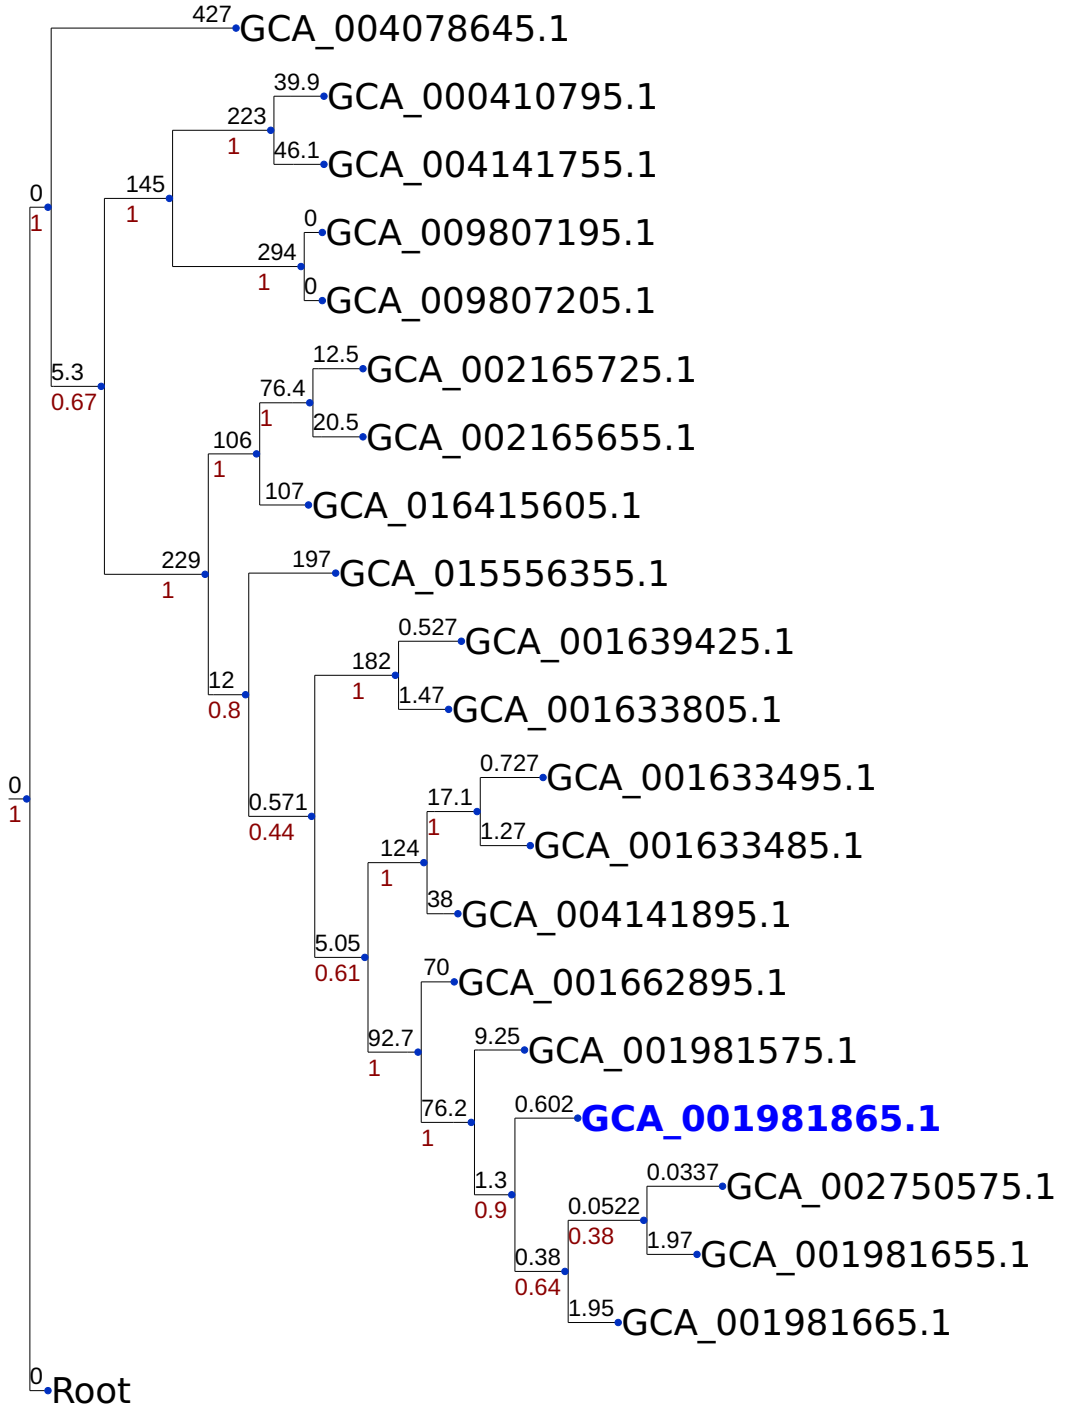 427
GCA_004078645.1
39.9
GCA_000410795.1
223
1
46.1
GCA_004141755.1
145
1
0
1
0
GCA_009807195.1
294
1
0
GCA_009807205.1
12.5
GCA_002165725.1
5.3
0.67
76.4
1
20.5
GCA_002165655.1
106
1
107
GCA_016415605.1
229
1
197
GCA_015556355.1
0.527
GCA_001639425.1
182
1
12
0.8
1.47
GCA_001633805.1
0.727
GCA_001633495.1
0
1
17.1
1
0.571
0.44
1.27
GCA_001633485.1
124
1
38
GCA_004141895.1
5.05
0.61
70
GCA_001662895.1
92.7
1
9.25
GCA_001981575.1
76.2
1
0.602
GCA_001981865.1
1.3
0.9
0.0337
GCA_002750575.1
0.0522
0.38
1.97
GCA_001981655.1
0.38
0.64
1.95
GCA_001981665.1
0
Root